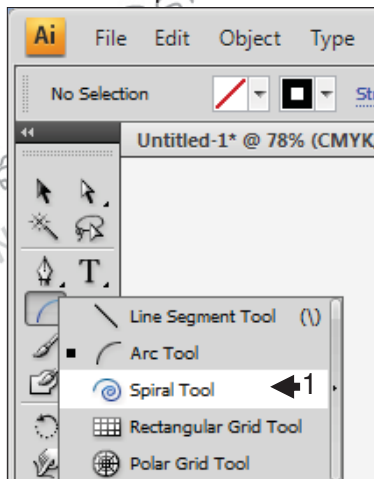 Ai File Edit Object Type
No Selection St
Untitled-1* @ 78% (CMYK
T
Line Segment Tool (\)
Arc Tool
Spiral Tool 1
Rectangular Grid Tool
Polar Grid Tool